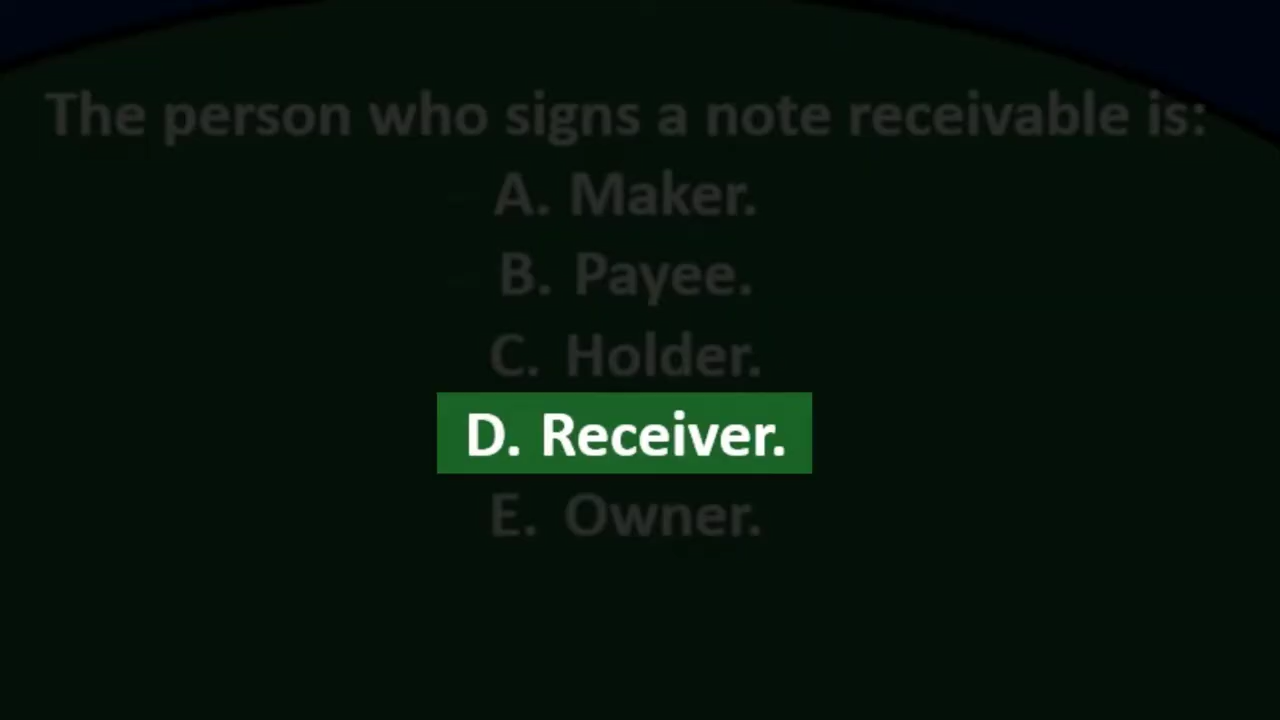 The person who signs a note receivable is:
A. Maker.
B. Payee.
C. Holder.
D. Receiver.
E. Owner.